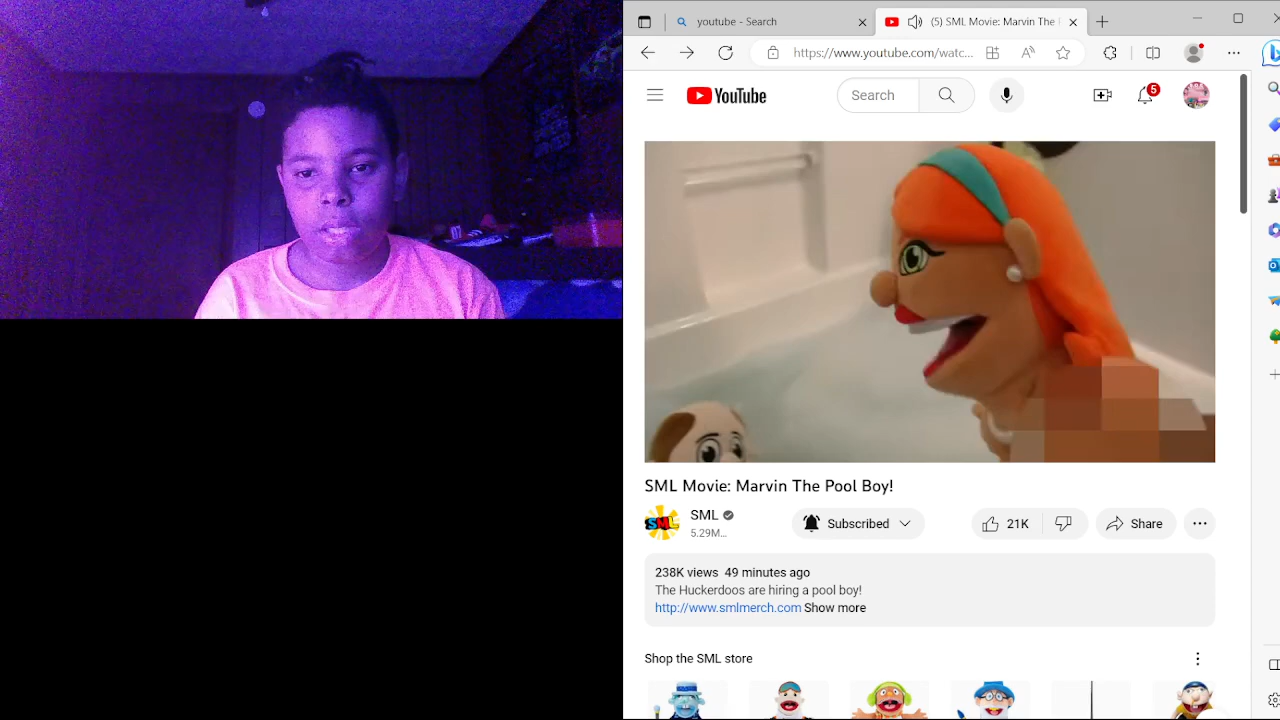 youtube - Search
(5) SML Movie: Marvin The
https://www.youtube.com/watc...
YouTube
Search
5
SML Movie: Marvin The Pool Boy!
SML
SML
5.29M...
Subscribed
21K
Share
238K views 49 minutes ago
The Huckerdoos are hiring a pool boy!
http://www.smlmerch.com Show more
Shop the SML store